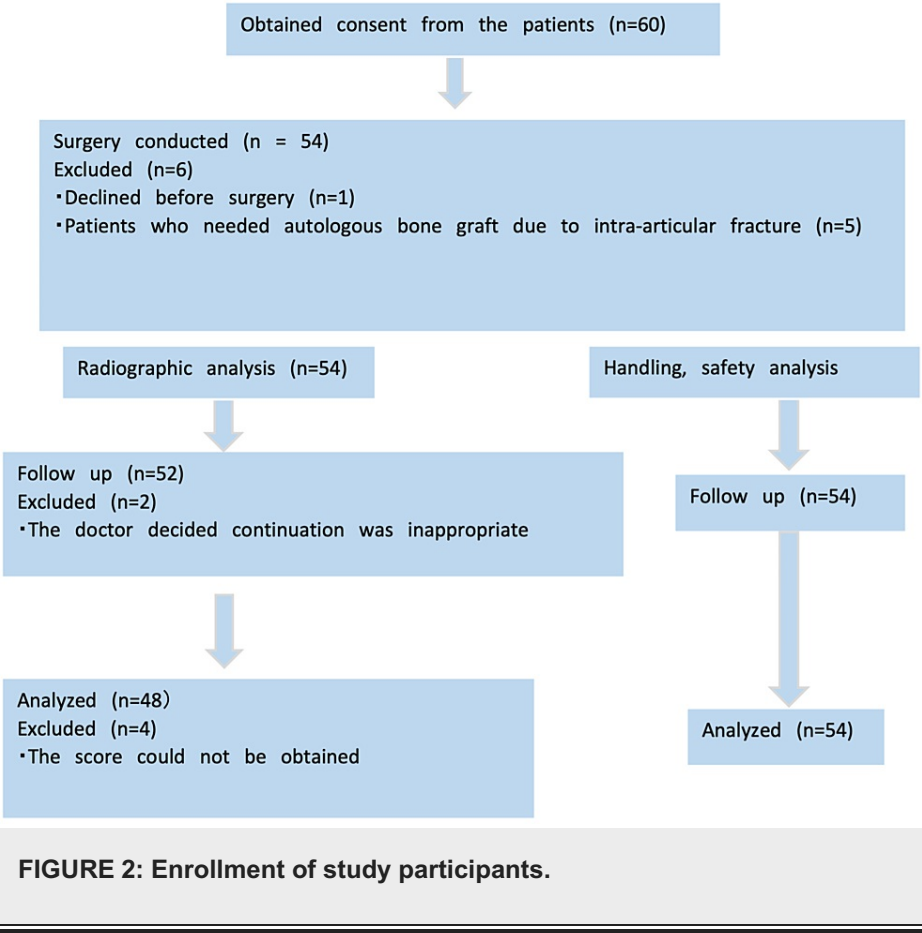 Obtained consent from the patients (n=60)
Surgery conducted (n = 54)
Excluded (n=6)
・Declined before surgery (n=1)
・Patients who needed autologous bone graft due to intra-articular fracture (n=5)
Radiographic analysis (n=54)
Handling, safety analysis
Follow up (n=52)
Excluded (n=2)
・The doctor decided continuation was inappropriate
Follow up (n=54)
Analyzed (n=48）
Excluded (n=4)
・The score could not be obtained
Analyzed (n=54)
FIGURE 2: Enrollment of study participants.